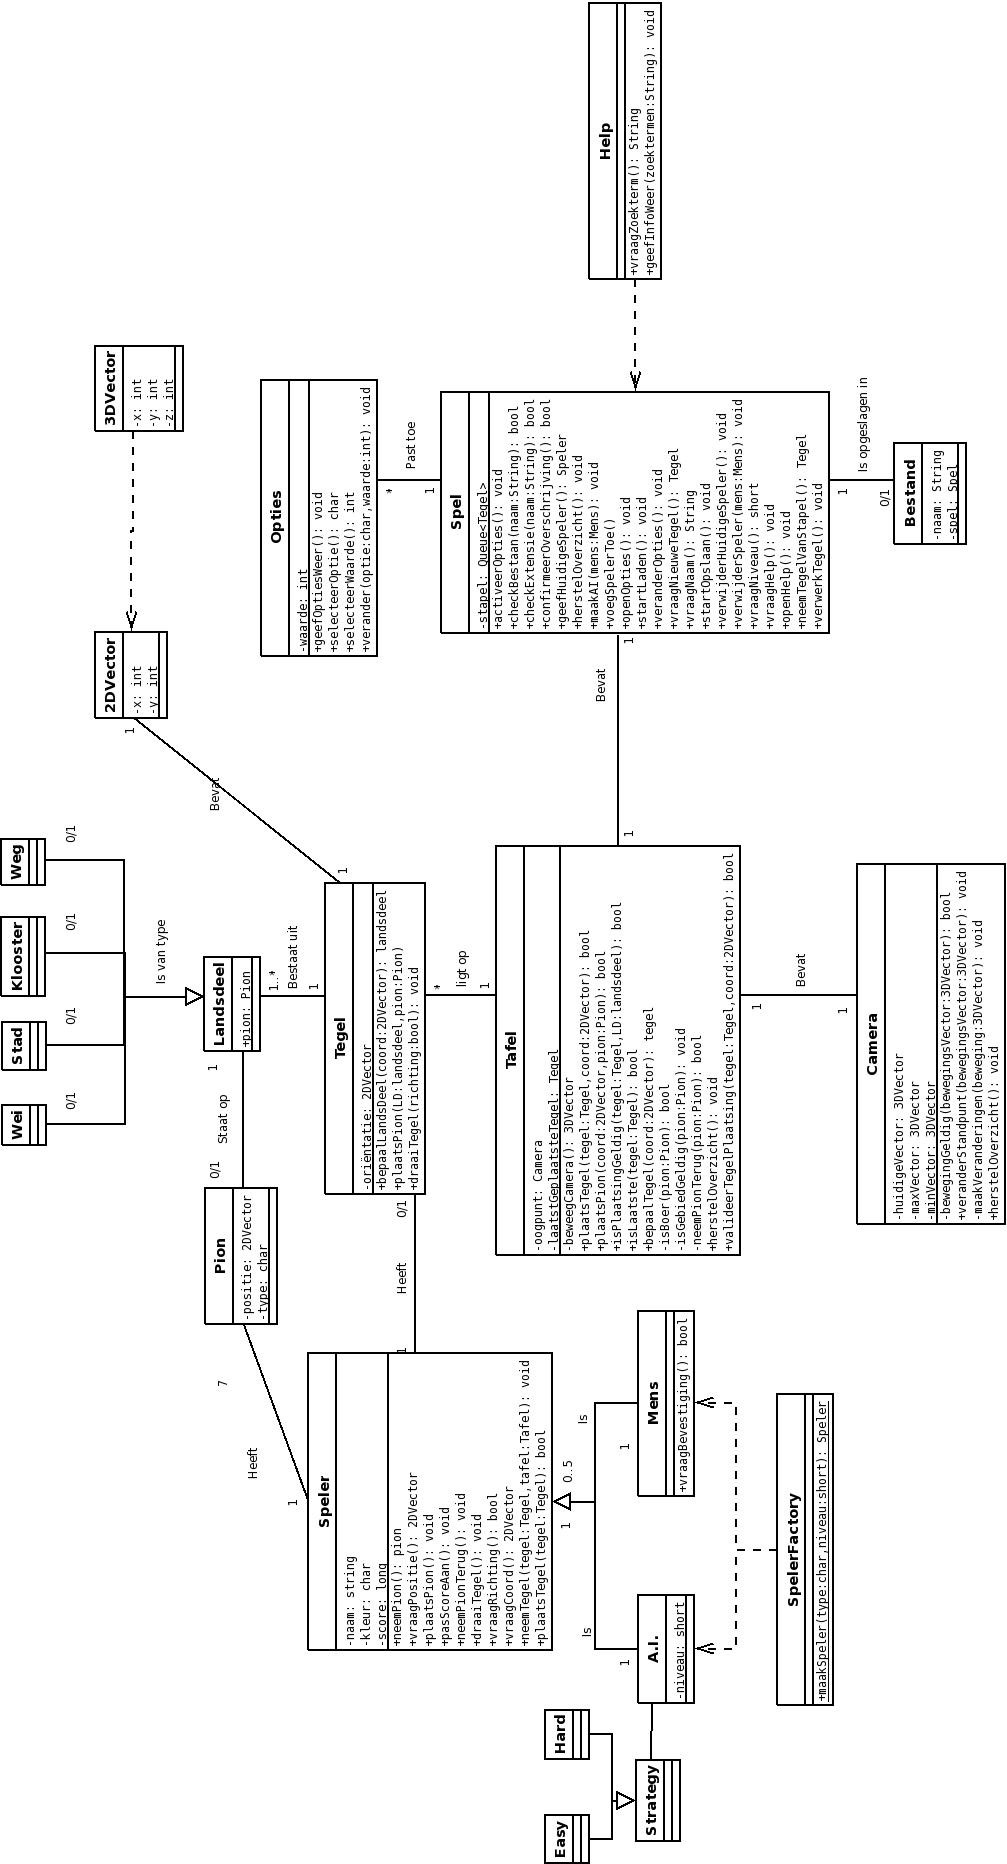 Easy
Hard
Strategy
A.I.
-niveau: short
SpelerFactory
+maakSpeler(type:char,niveau:short): Speler
Mens
+vraagBevestiging(): bool
Is
1
Is
1
1
0..5
Speler
-naam: string
-kleur: char
-score: long
+neemPion(): pion
+vraagPositie(): 2DVector
+plaatsPion(): void
+pasScoreAan(): void
+neemPionTerug(): void
+draaiTegel(): void
+vraagRichting(): bool
+vraagCoord(): 2DVector
+neemTegel(tegel:Tegel,tafel:Tafel): void
+plaatsTegel(tegel:Tegel): bool
1
Heeft
7
Pion
-positie: 2DVector
-type: char
0/1
Staat op
1
1
Heeft
0/1
Wei
0/1
Stad
0/1
Klooster
0/1
Weg
0/1
Is van type
Landsdeel
+pion: Pion
1..*
Bestaat uit
1
Tegel
-oriëntatie: 2DVector
+bepaalLandsDeel(coord:2DVector): landsdeel
+plaatsPion(LD:landsdeel,pion:Pion)
+draaiTegel(richting:bool): void
1
Bevat
1
2DVector
-x: int
-y: int
3DVector
-x: int
-y: int
-z: int
*
ligt op
1
Tafel
-oogpunt: Camera
-laatstGeplaatsteTegel: Tegel
-beweegCamera(): 3DVector
+plaatsTegel(tegel:Tegel,coord:2DVector): bool
+plaatsPion(coord:2DVector,pion:Pion): bool
+isPlaatsingGeldig(tegel:Tegel,LD:landsdeel): bool
+isLaatste(tegel:Tegel): bool
+bepaalTegel(coord:2DVector): tegel
-isBoer(pion:Pion): bool
-isGebiedGeldig(pion:Pion): void
-neemPionTerug(pion:Pion): bool
+herstelOverzicht(): void
+valideerTegelPlaatsing(tegel:Tegel,coord:2DVector): bool
1
Bevat
1
Camera
-huidigeVector: 3DVector
-maxVector: 3DVector
-minVector: 3DVector
-bewegingGeldig(bewegingsVector:3DVector): bool
+veranderStandpunt(bewegingsVector:3DVector): void
-maakVeranderingen(beweging:3DVector): void
+herstelOverzicht(): void
1
Bevat
1
Opties
-waarde: int
+geefOptiesWeer(): void
+selecteerOptie(): char
+selecteerWaarde(): int
+verander(optie:char,waarde:int): void
*
Past toe
1
Spel
-stapel: Queue<Tegel>
+activeerOpties(): void
+checkBestaan(naam:String): bool
+checkExtensie(naam:String): bool
+confirmeerOverschrijving(): bool
+geefHuidigeSpeler(): Speler
+herstelOverzicht(): void
+maakAI(mens:Mens): void
+voegSpelerToe()
+openOpties(): void
+startLaden(): void
+veranderOpties(): void
+vraagNieuweTegel(): Tegel
+vraagNaam(): String
+startOpslaan(): void
+verwijderHuidigeSpeler(): void
+verwijderSpeler(mens:Mens): void
+vraagNiveau(): short
+vraagHelp(): void
+openHelp(): void
+neemTegelVanStapel(): Tegel
+verwerkTegel(): void
1
Is opgeslagen in
0/1
Bestand
-naam: String
-spel: Spel
Help
+vraagZoekterm(): String
+geefInfoWeer(zoektermen:String): void